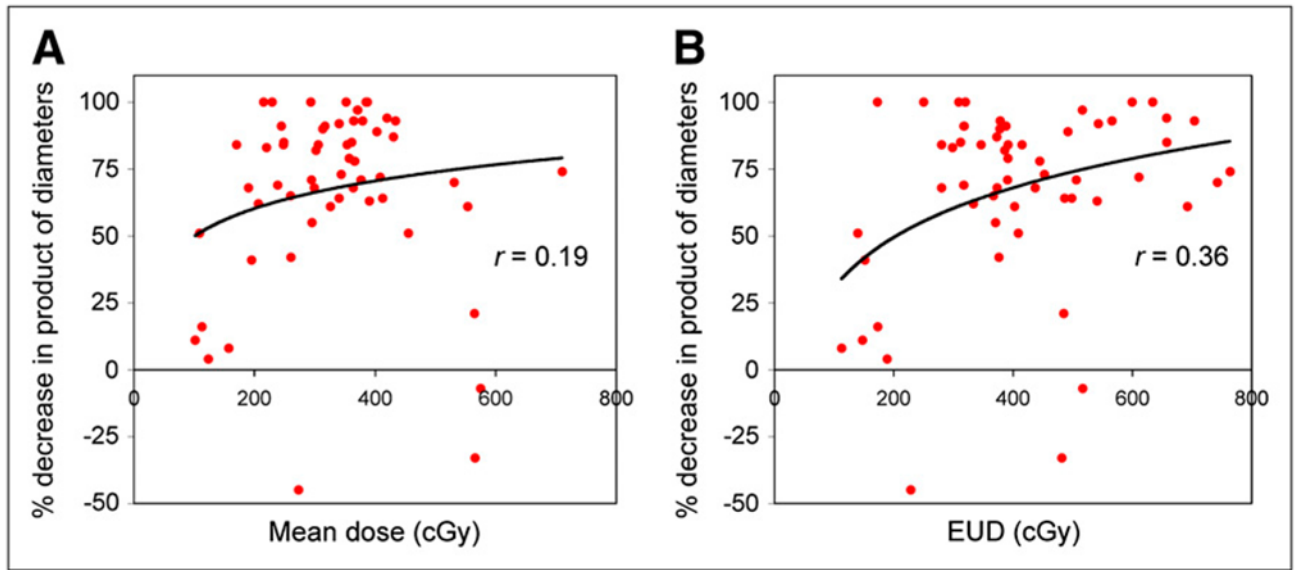 A
% decrease in product of diameters
100
75
50
25
0
-25
-50
0 200 400 600 800
r = 0.19
Mean dose (cGy)
B
% decrease in product of diameters
100
75
50
25
0
-25
-50
0 200 400 600 800
r = 0.36
EUD (cGy)